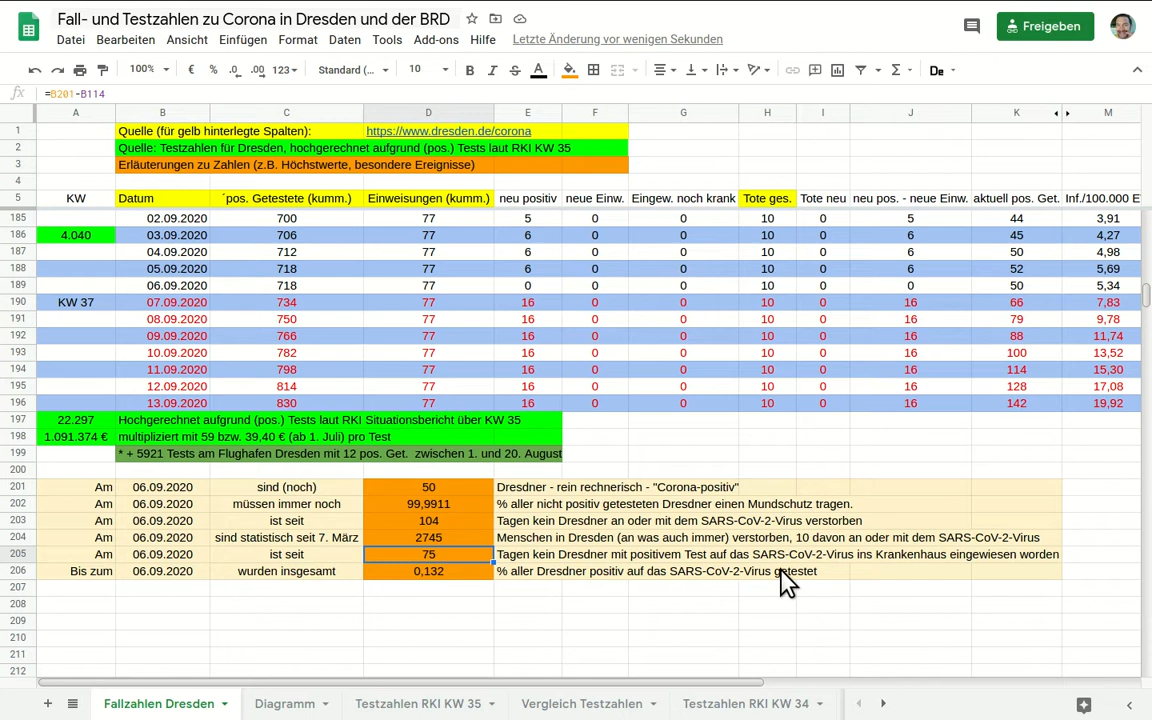 Fall- und Testzahlen zu Corona in Dresden und der BRD
Datei Bearbeiten Ansicht Einfügen Format Daten Tools Add-ons Hilfe Letzte Änderung vor wenigen Sekunden
Freigeben
100% € % .0 .00 123 Standard (... 10 B I S A Σ De
fx =B201-B114
A B C D E F G H I J K M
1 Quelle (für gelb hinterlegte Spalten): https://www.dresden.de/corona
2 Quelle: Testzahlen für Dresden, hochgerechnet aufgrund (pos.) Tests laut RKI KW 35
3 Erläuterungen zu Zahlen (z.B. Höchstwerte, besondere Ereignisse)
4
5 KW Datum ´pos. Getestete (kumm.) Einweisungen (kumm.) neu positiv neue Einw. Eingew. noch krank Tote ges. Tote neu neu pos. - neue Einw. aktuell pos. Get. Inf./100.000 E
185 02.09.2020 700 77 5 0 0 10 0 5 44 3,91
186 4.040 03.09.2020 706 77 6 0 0 10 0 6 45 4,27
187 04.09.2020 712 77 6 0 0 10 0 6 50 4,98
188 05.09.2020 718 77 6 0 0 10 0 6 52 5,69
189 06.09.2020 718 77 0 0 0 10 0 0 50 5,34
190 KW 37 07.09.2020 734 77 16 0 0 10 0 16 66 7,83
191 08.09.2020 750 77 16 0 0 10 0 16 79 9,78
192 09.09.2020 766 77 16 0 0 10 0 16 88 11,74
193 10.09.2020 782 77 16 0 0 10 0 16 100 13,52
194 11.09.2020 798 77 16 0 0 10 0 16 114 15,30
195 12.09.2020 814 77 16 0 0 10 0 16 128 17,08
196 13.09.2020 830 77 16 0 0 10 0 16 142 19,92
197 22.297 Hochgerechnet aufgrund (pos.) Tests laut RKI Situationsbericht über KW 35
198 1.091.374 € multipliziert mit 59 bzw. 39,40 € (ab 1. Juli) pro Test
199 * + 5921 Tests am Flughafen Dresden mit 12 pos. Get. zwischen 1. und 20. August
200
201 Am 06.09.2020 sind (noch) 50 Dresdner - rein rechnerisch - "Corona-positiv"
202 Am 06.09.2020 müssen immer noch 99,9911 % aller nicht positiv getesteten Dresdner einen Mundschutz tragen.
203 Am 06.09.2020 ist seit 104 Tagen kein Dresdner an oder mit dem SARS-CoV-2-Virus verstorben
204 Am 06.09.2020 sind statistisch seit 7. März 2745 Menschen in Dresden (an was auch immer) verstorben, 10 davon an oder mit dem SARS-CoV-2-Virus
205 Am 06.09.2020 ist seit 75 Tagen kein Dresdner mit positivem Test auf das SARS-CoV-2-Virus ins Krankenhaus eingewiesen worden
206 Bis zum 06.09.2020 wurden insgesamt 0,132 % aller Dresdner positiv auf das SARS-CoV-2-Virus getestet
207
208
209
210
211
212
Fallzahlen Dresden Diagramm Testzahlen RKI KW 35 Vergleich Testzahlen Testzahlen RKI KW 34